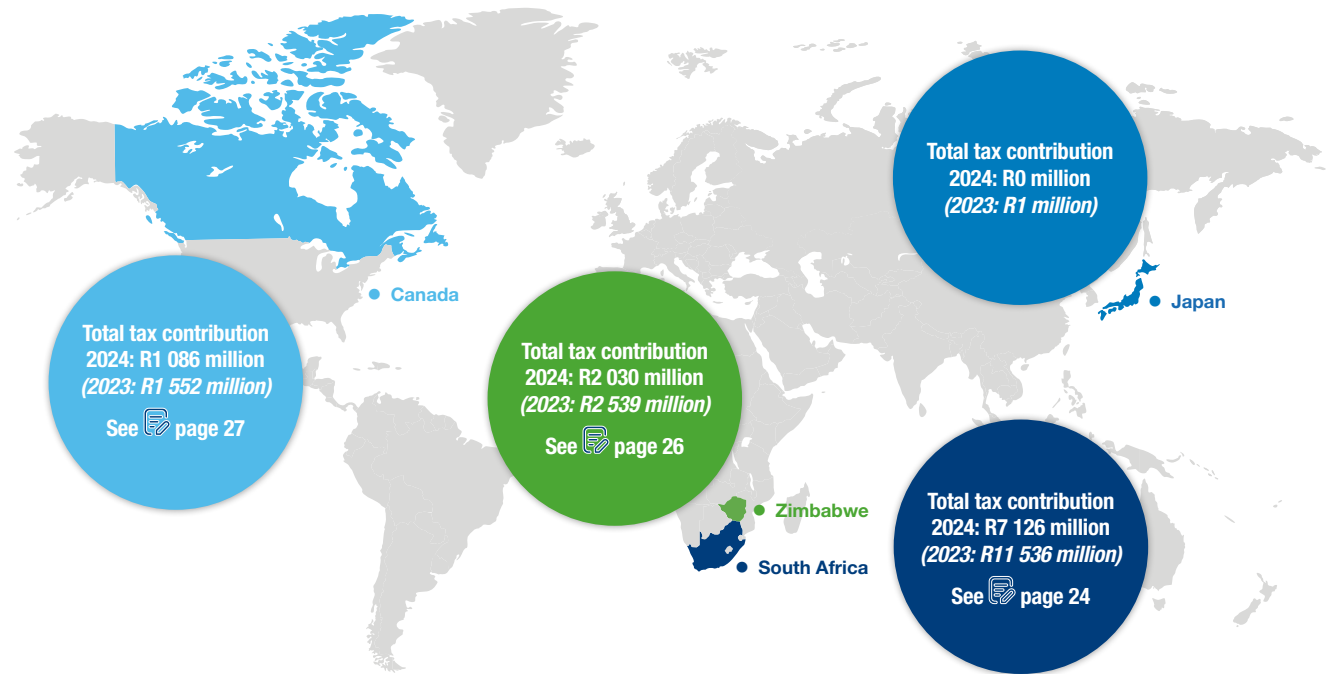 Total tax contribution
2024: R0 million
(2023: R1 million)
Japan
Canada
Total tax contribution
2024: R1 086 million
(2023: R1 552 million)
See page 27
Total tax contribution
2024: R2 030 million
(2023: R2 539 million)
See page 26
Zimbabwe
South Africa
Total tax contribution
2024: R7 126 million
(2023: R11 536 million)
See page 24